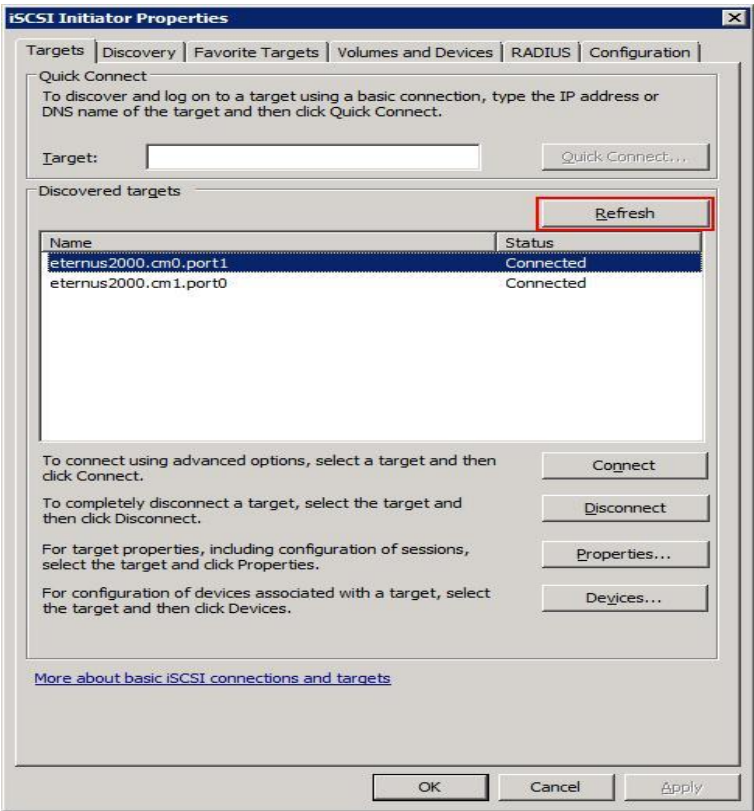 iSCSI Initiator Properties
Targets Discovery Favorite Targets Volumes and Devices RADIUS Configuration
Quick Connect
To discover and log on to a target using a basic connection, type the IP address or
DNS name of the target and then click Quick Connect.
Target:
Quick Connect...
Discovered targets
Refresh
Name Status
eternus2000.cm0.port1 Connected
eternus2000.cm1.port0 Connected
To connect using advanced options, select a target and then
click Connect.
Connect
To completely disconnect a target, select the target and
then click Disconnect.
Disconnect
For target properties, including configuration of sessions,
select the target and click Properties.
Properties...
For configuration of devices associated with a target, select
the target and then click Devices.
Devices...
More about basic iSCSI connections and targets
OK Cancel Apply